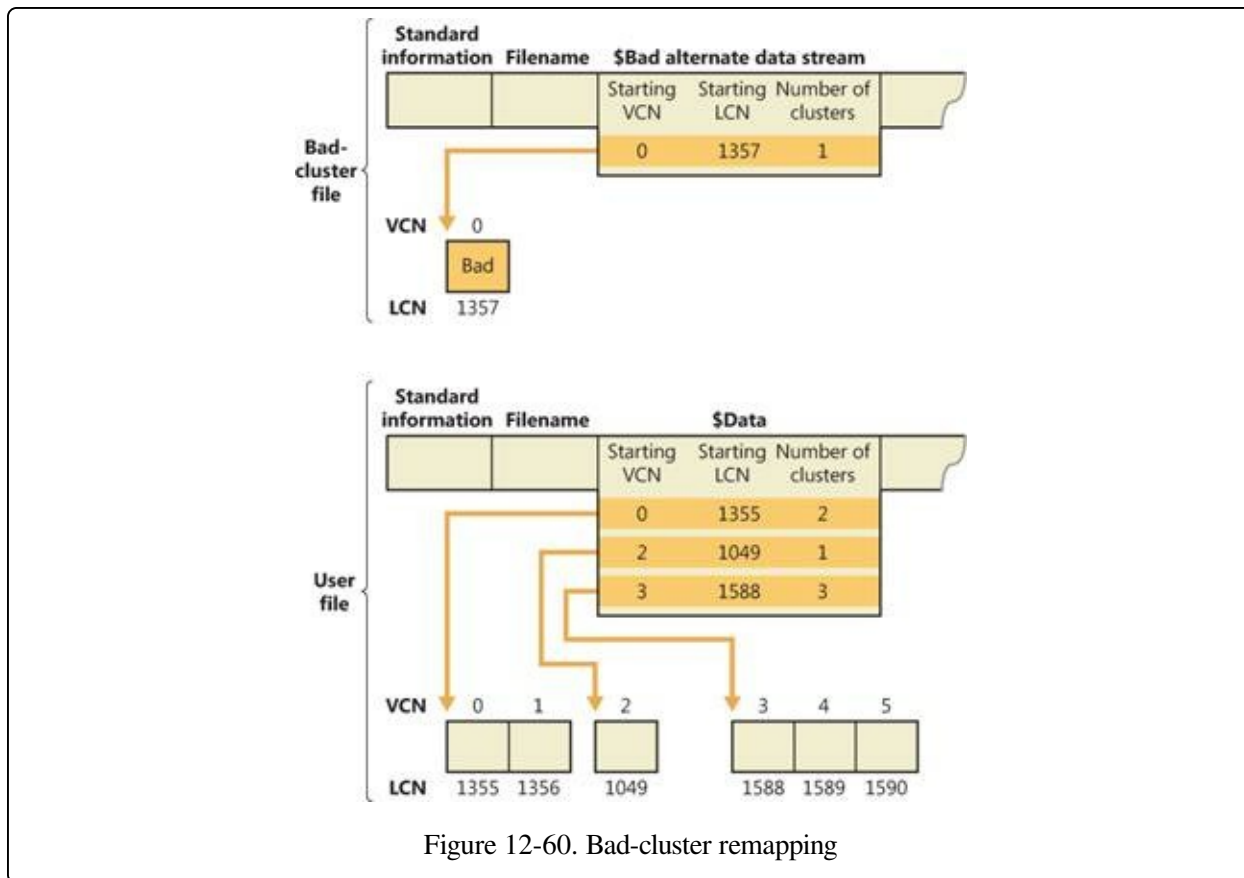 Standard information Filename $Bad alternate data stream
Starting VCN Starting LCN Number of clusters
0 1357 1
Bad-cluster file
VCN 0
Bad
LCN 1357
Standard information Filename $Data
Starting VCN Starting LCN Number of clusters
0 1355 2
2 1049 1
3 1588 3
User file
VCN 0 1 2 3 4 5
LCN 1355 1356 1049 1588 1589 1590
Figure 12-60. Bad-cluster remapping